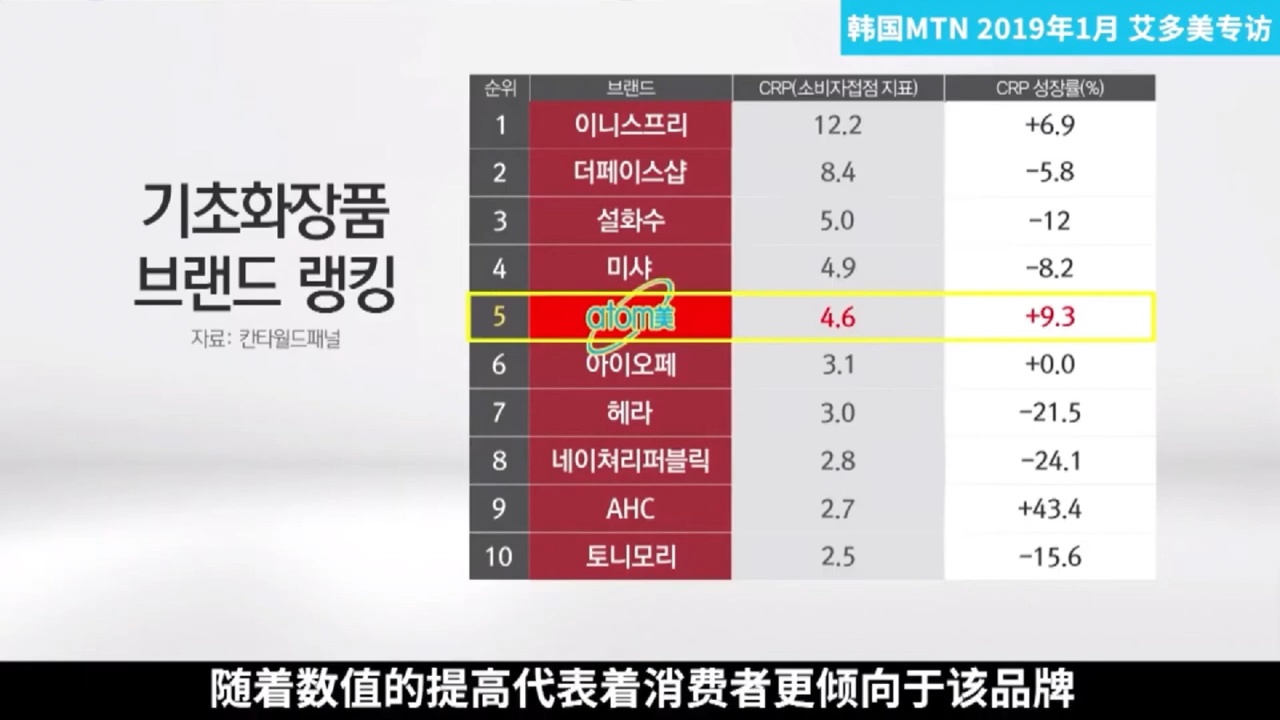 韩国MTN 2019年1月 艾多美专访
기초화장품
브랜드 랭킹
자료: 칸타월드패널
순위 브랜드 CRP(소비자접점 지표) CRP 성장률(%)
1 이니스프리 12.2 +6.9
2 더페이스샵 8.4 -5.8
3 설화수 5.0 -12
4 미샤 4.9 -8.2
5 atom美 4.6 +9.3
6 아이오페 3.1 +0.0
7 헤라 3.0 -21.5
8 네이쳐리퍼블릭 2.8 -24.1
9 AHC 2.7 +43.4
10 토니모리 2.5 -15.6
随着数值的提高代表着消费者更倾向于该品牌